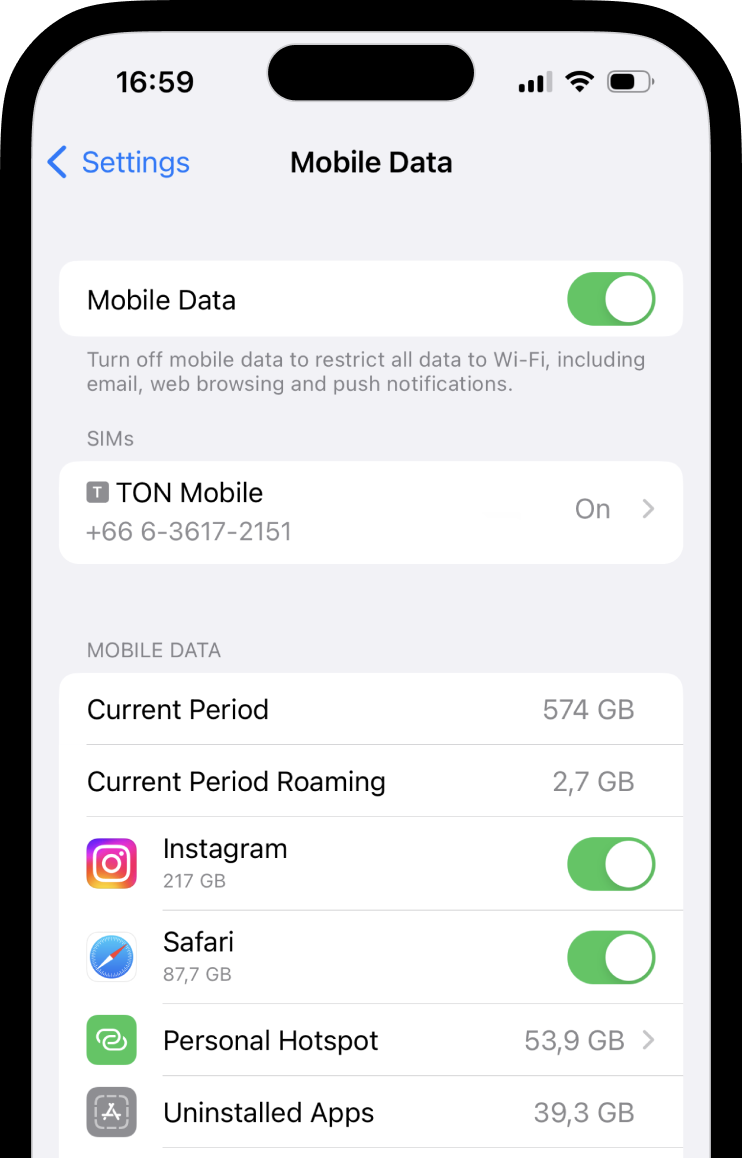 16:59
Settings
Mobile Data
Mobile Data
Turn off mobile data to restrict all data to Wi-Fi, including
email, web browsing and push notifications.
SIMs
T TON Mobile
On
+66 6-3617-2151
MOBILE DATA
Current Period 574 GB
Current Period Roaming 2,7 GB
Instagram
217 GB
Safari
87,7 GB
Personal Hotspot 53,9 GB
Uninstalled Apps 39,3 GB